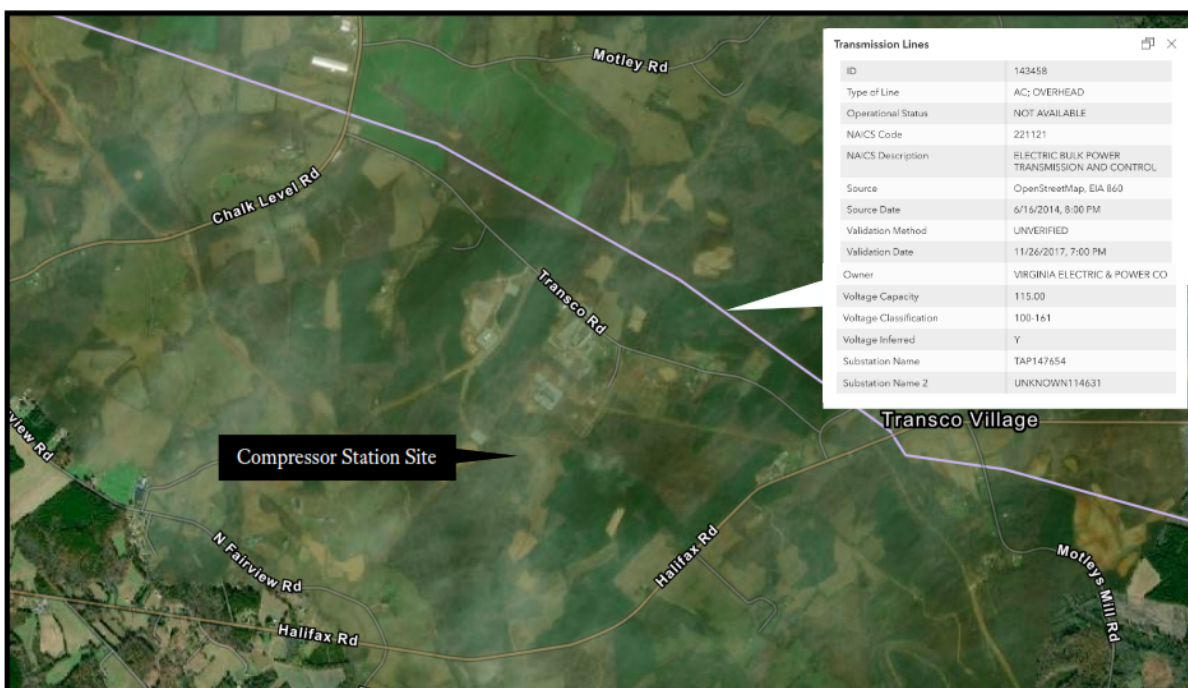 Motley Rd
Chalk Level Rd
Transco Rd
Transmission Lines
ID 143458
Type of Line AC; OVERHEAD
Operational Status NOT AVAILABLE
NAICS Code 221121
NAICS Description ELECTRIC BULK POWER
TRANSMISSION AND CONTROL
Source OpenStreetMap, EIA 860
Source Date 6/16/2014, 8:00 PM
Validation Method UNVERIFIED
Validation Date 11/26/2017, 7:00 PM
Owner VIRGINIA ELECTRIC & POWER CO
Voltage Capacity 115.00
Voltage Classification 100-161
Voltage Inferred Y
Substation Name TAP147654
Substation Name 2 UNKNOWN114631
Transco Village
Compressor Station Site
Rd
N Fairview Rd
Halifax Rd
Halifax Rd
Motleys Mill Rd